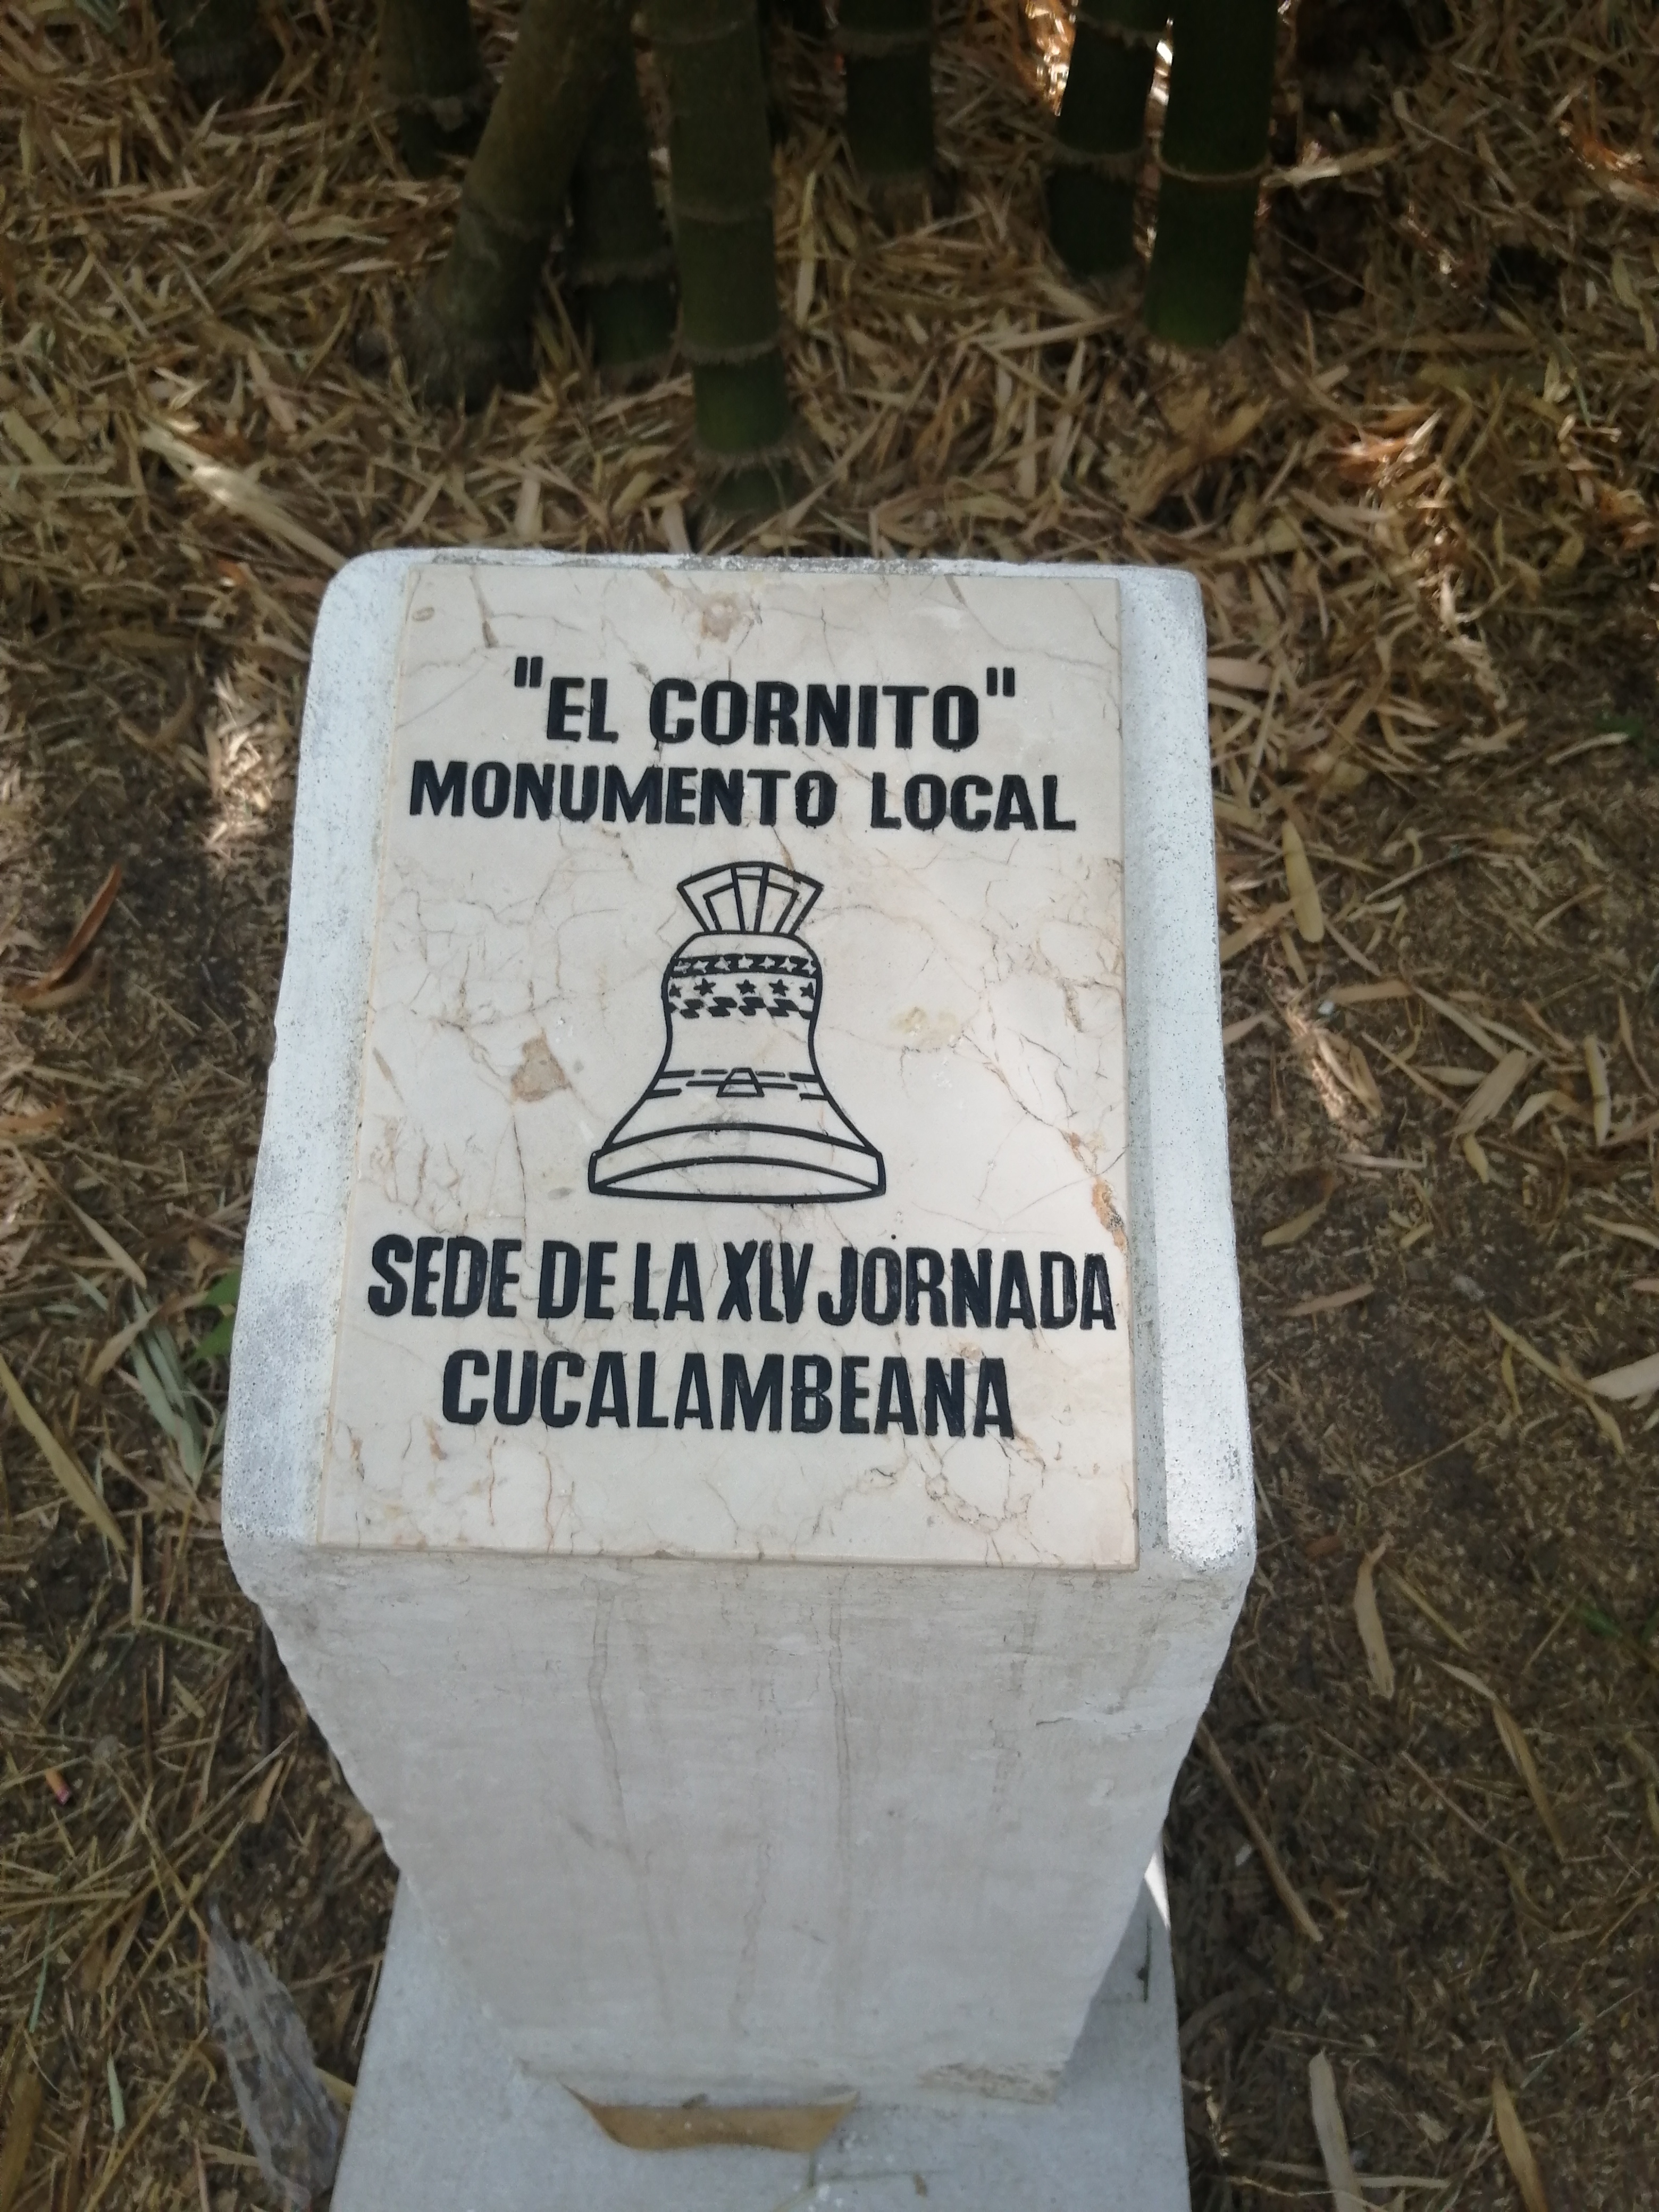 "EL CORNITO"
MONUMENTO LOCAL
SEDE DE LA XLV JORNADA
CUCALAMBEANA